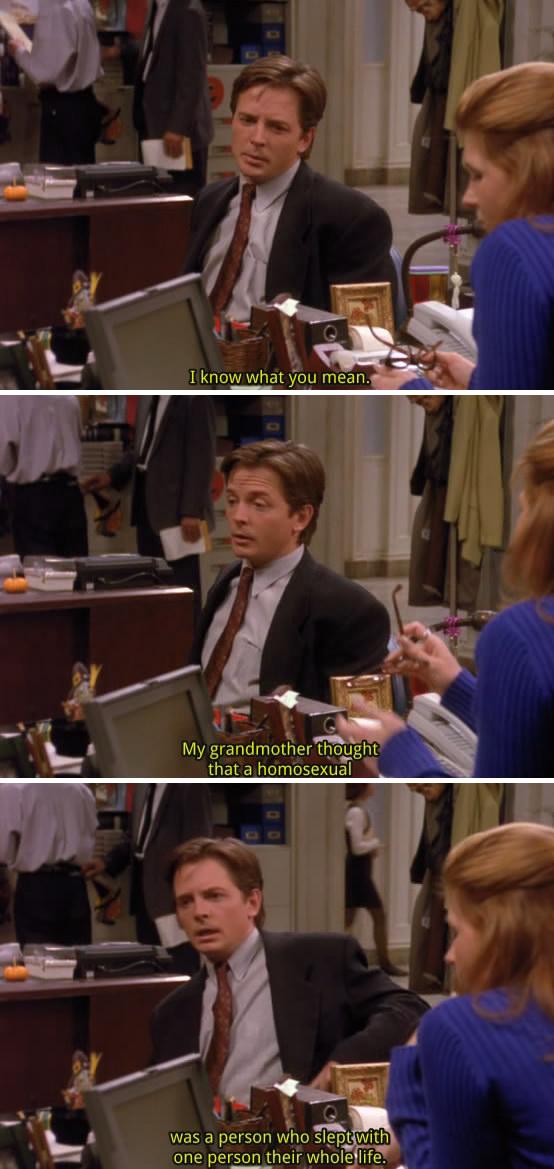 I know what you mean.
My grandmother thought
that a homosexual
was a person who slept with
one person their whole life.